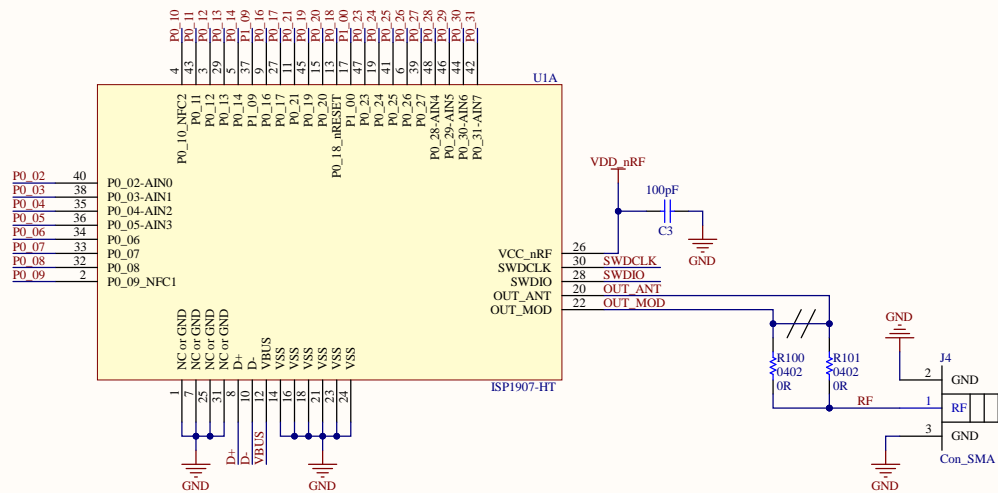 P0_10
P0_11
P0_12
P0_13
P0_14
P1_09
P0_16
P0_17
P0_21
P0_19
P0_20
P0_18
P1_00
P0_23
P0_24
P0_25
P0_26
P0_27
P0_28
P0_29
P0_30
P0_31
4
43
3
29
5
37
9
27
11
45
15
13
17
47
19
41
6
39
48
46
44
42
U1A
P0_10_NFC2
P0_11
P0_12
P0_13
P0_14
P1_09
P0_16
P0_17
P0_21
P0_19
P0_20
P0_18_nRESET
P1_00
P0_23
P0_24
P0_25
P0_26
P0_27
P0_28-AIN4
P0_29-AIN5
P0_30-AIN6
P0_31-AIN7
P0_02 40 P0_02-AIN0
P0_03 38 P0_03-AIN1
P0_04 35 P0_04-AIN2
P0_05 36 P0_05-AIN3
P0_06 34 P0_06
P0_07 33 P0_07
P0_08 32 P0_08
P0_09 2 P0_09_NFC1
VDD_nRF
100pF
C3
GND
VCC_nRF 26
SWDCLK 30 SWDCLK
SWDIO 28 SWDIO
OUT_ANT 20 OUT_ANT
OUT_MOD 22 OUT_MOD
NC or GND
NC or GND
NC or GND
NC or GND
D+
D-
VBUS
VSS
VSS
VSS
VSS
VSS
VSS
ISP1907-HT
1
7
25
31
8
10
12
14
16
18
21
23
24
D+
D-
VBUS
GND
GND
R100
0402
0R
R101
0402
0R
RF
GND
J4
2 GND
1 RF
3 GND
Con_SMA
GND